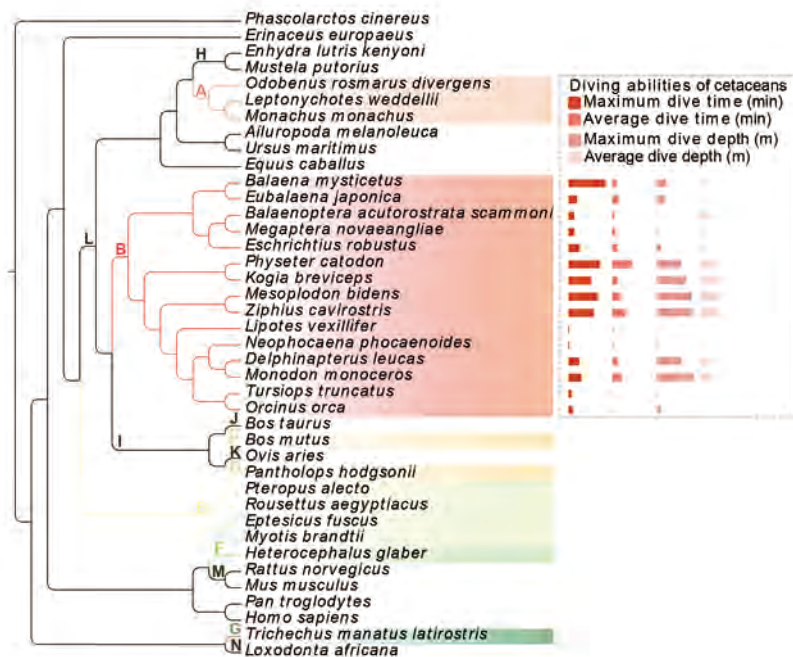 Phascolarctos cinereus
Erinaceus europaeus
Enhydra lutris kenyoni
H
Mustela putorius
Odobenus rosmarus divergens
A
Leptonychotes weddellii
Monachus monachus
Ailuropoda melanoleuca
Ursus maritimus
Equus caballus
Balaena mysticetus
Eubalaena japonica
Balaenoptera acutorostrata scammoni
Megaptera novaeangliae
L
B
Eschrichtius robustus
Physeter catodon
Kogia breviceps
Mesoplodon bidens
Ziphius cavirostris
Lipotes vexillifer
Neophocaena phocaenoides
Delphinapterus leucas
Monodon monoceros
Tursiops truncatus
Orcinus orca
J
Bos taurus
I
Bos mutus
K
Ovis aries
Pantholops hodgsonii
Pteropus alecto
Rousettus aegyptiacus
Eptesicus fuscus
Myotis brandtii
F
Heterocephalus glaber
M
Rattus norvegicus
Mus musculus
Pan troglodytes
Homo sapiens
G
Trichechus manatus latirostris
N
Loxodonta africana
Diving abilities of cetaceans
Maximum dive time (min)
Average dive time (min)
Maximum dive depth (m)
Average dive depth (m)